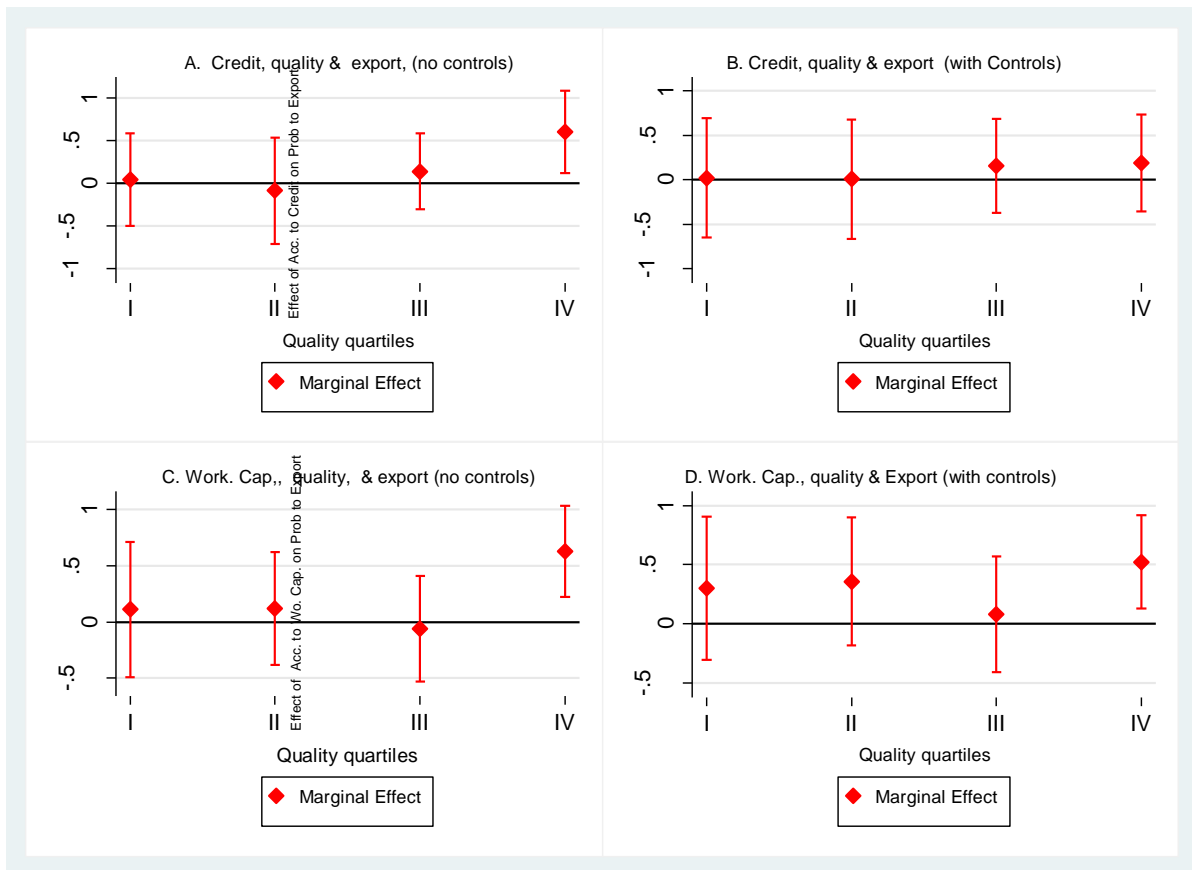 A. Credit, quality & export, (no controls)
Effect of Acc. to Credit on Prob to Export
1
.5
0
-.5
-1
I II III IV
Quality quartiles
Marginal Effect
B. Credit, quality & export (with Controls)
1
.5
0
-.5
-1
I II III IV
Quality quartiles
Marginal Effect
C. Work. Cap,, quality, & export (no controls)
Effect of Acc. to Wo. Cap. on Prob to Export
1
.5
0
-.5
I II III IV
Quality quartiles
Marginal Effect
D. Work. Cap., quality & Export (with controls)
1
.5
0
-.5
I II III IV
Quality quartiles
Marginal Effect